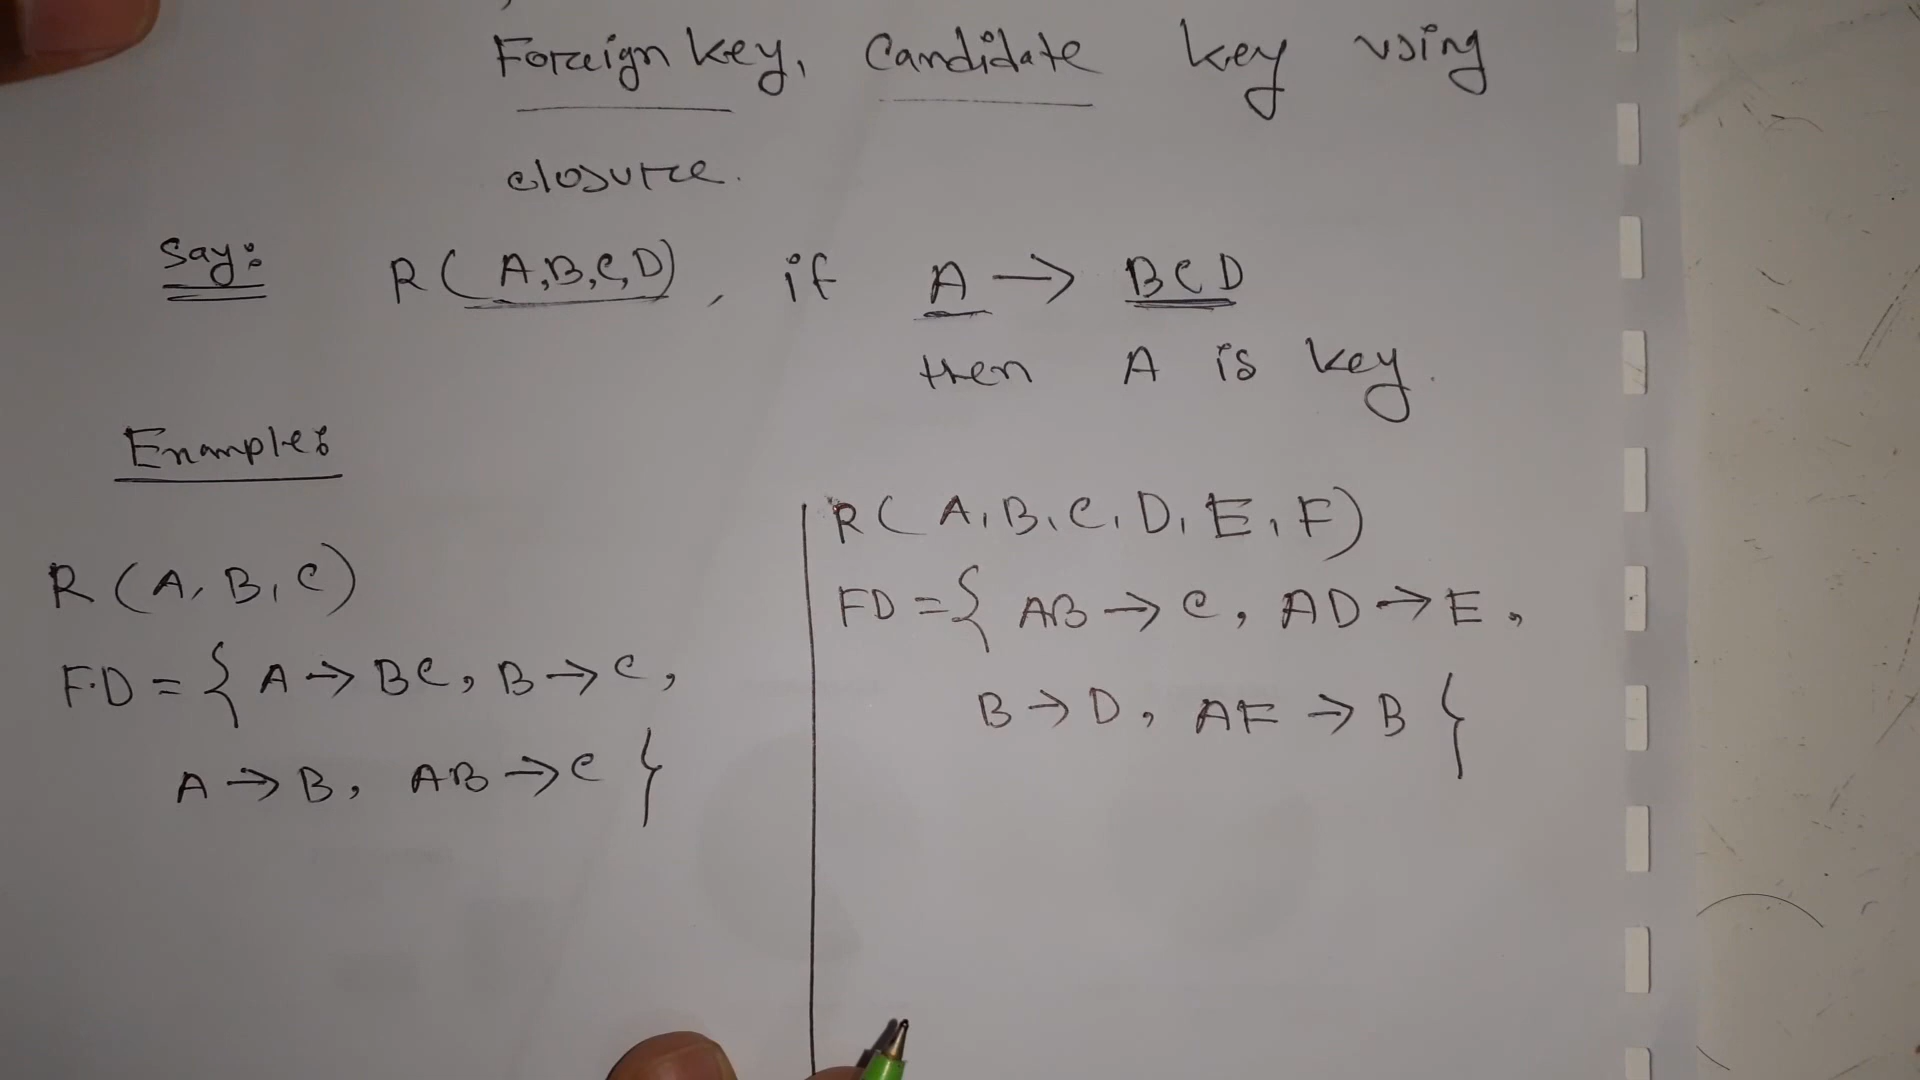 Foreign key, Candidate key using
closure.
Say: R(A,B,C,D), if A → BCD
then A is key.
Example:
R(A,B,C)
F.D = { A → BC, B → C,
A → B, AB → C }
R(A,B,C,D,E,F)
FD = { AB → C, AD → E,
B → D, AF → B }